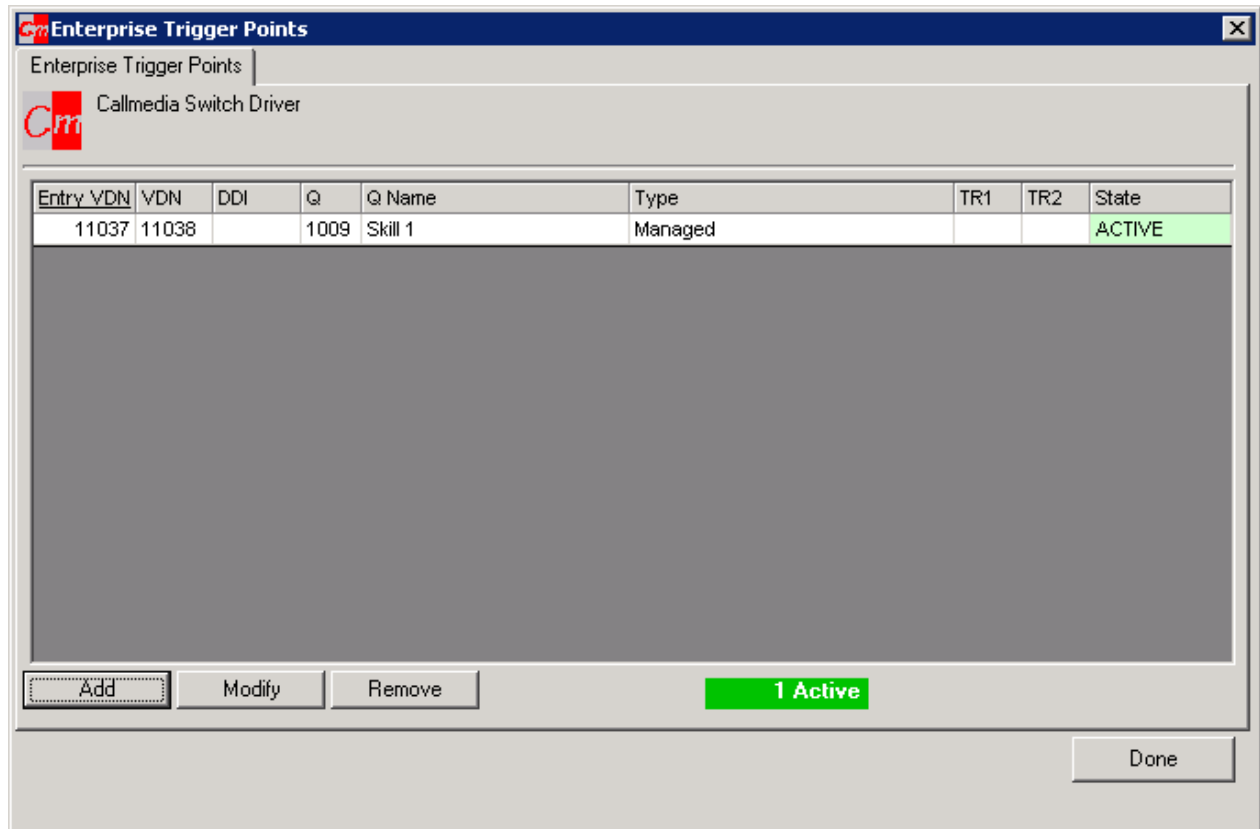 Cm Enterprise Trigger Points
Enterprise Trigger Points
Cm Callmedia Switch Driver
Entry VDN VDN DDI Q Q Name Type TR1 TR2 State
11037 11038 1009 Skill 1 Managed ACTIVE
Add Modify Remove 1 Active
Done